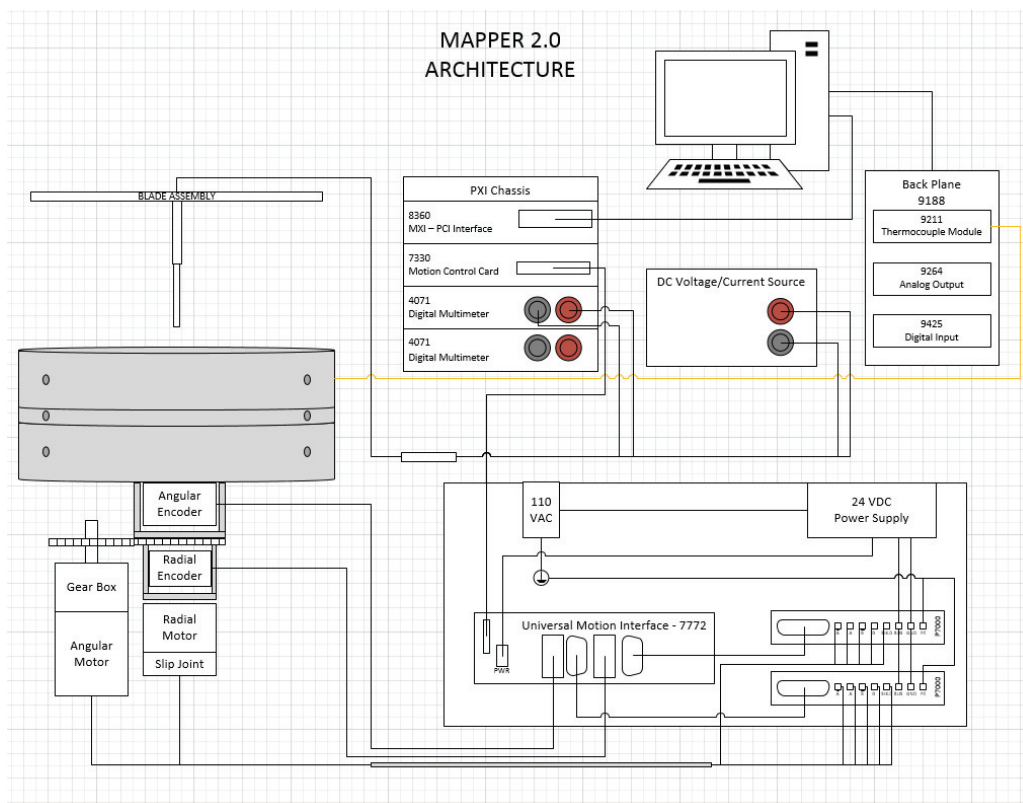 MAPPER 2.0
ARCHITECTURE
BLADE ASSEMBLY
PXI Chassis
8360
MXI – PCI Interface
7330
Motion Control Card
4071
Digital Multimeter
4071
Digital Multimeter
DC Voltage/Current Source
Back Plane
9188
9211
Thermocouple Module
9264
Analog Output
9425
Digital Input
Angular
Encoder
Radial
Encoder
Gear Box
Angular
Motor
Radial
Motor
Slip Joint
110
VAC
24 VDC
Power Supply
Universal Motion Interface - 7772
PWR
P7000
P7000